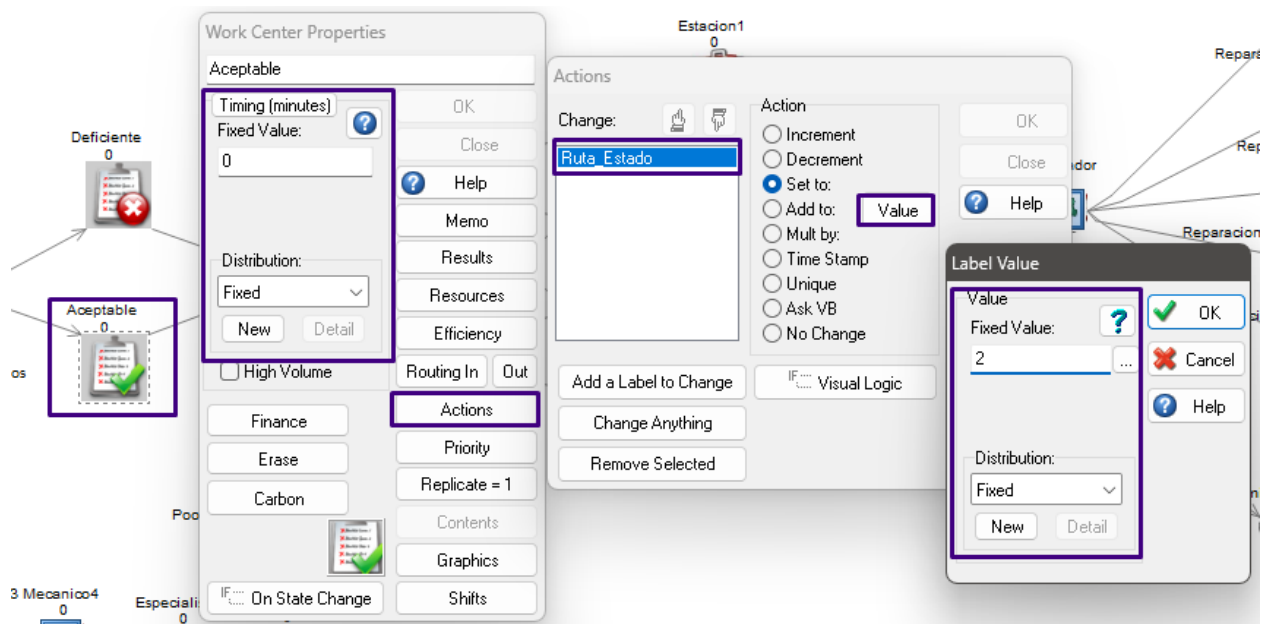 Estacion1
0
Repara
Deficiente
0
Aceptable
0
os
Poo
3 Mecanico4
0
Especiali
0
Work Center Properties
Aceptable
Timing (minutes)
Fixed Value:
0
Distribution:
Fixed
New Detail
High Volume
Finance
Erase
Carbon
IF On State Change
OK
Close
Help
Memo
Results
Resources
Efficiency
Routing In Out
Actions
Priority
Replicate = 1
Contents
Graphics
Shifts
Actions
Change:
Ruta_Estado
Add a Label to Change
Change Anything
Remove Selected
Action
Increment
Decrement
Set to:
Add to: Value
Mult by:
Time Stamp
Unique
Ask VB
No Change
IF Visual Logic
OK
Close
Help
Rep
dor
Reparacion
Label Value
Value
Fixed Value:
2
...
Distribution:
Fixed
New Detail
OK
Cancel
Help